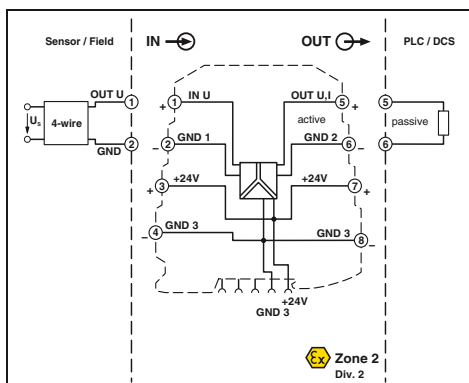 Sensor / Field
IN
OUT
PLC / DCS
OUT U
1
1
IN U
OUT U,I
5
5
+
+
Us
4-wire
active
passive
GND
2
2
GND 1
GND 2
6
6
–
–
3
+24V
+24V
7
+
+
4
GND 3
GND 3
8
–
–
+24V
GND 3
Ex
Zone 2
Div. 2